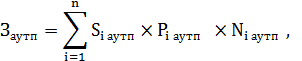 З_аутп = ∑_{i=1}^{n} S_{i аутп} × P_{i аутп} × N_{i аутп} ,